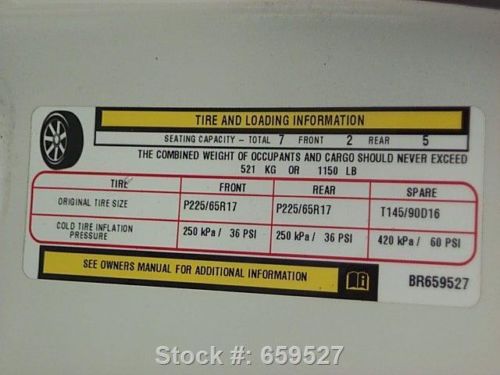 TIRE AND LOADING INFORMATION
SEATING CAPACITY - TOTAL 7 FRONT 2 REAR 5
THE COMBINED WEIGHT OF OCCUPANTS AND CARGO SHOULD NEVER EXCEED
521 KG OR 1150 LB
TIRE FRONT REAR SPARE
ORIGINAL TIRE SIZE P225/65R17 P225/65R17 T145/90D16
COLD TIRE INFLATION PRESSURE 250 kPa / 36 PSI 250 kPa / 36 PSI 420 kPa / 60 PSI
SEE OWNERS MANUAL FOR ADDITIONAL INFORMATION BR659527
Stock #: 659527